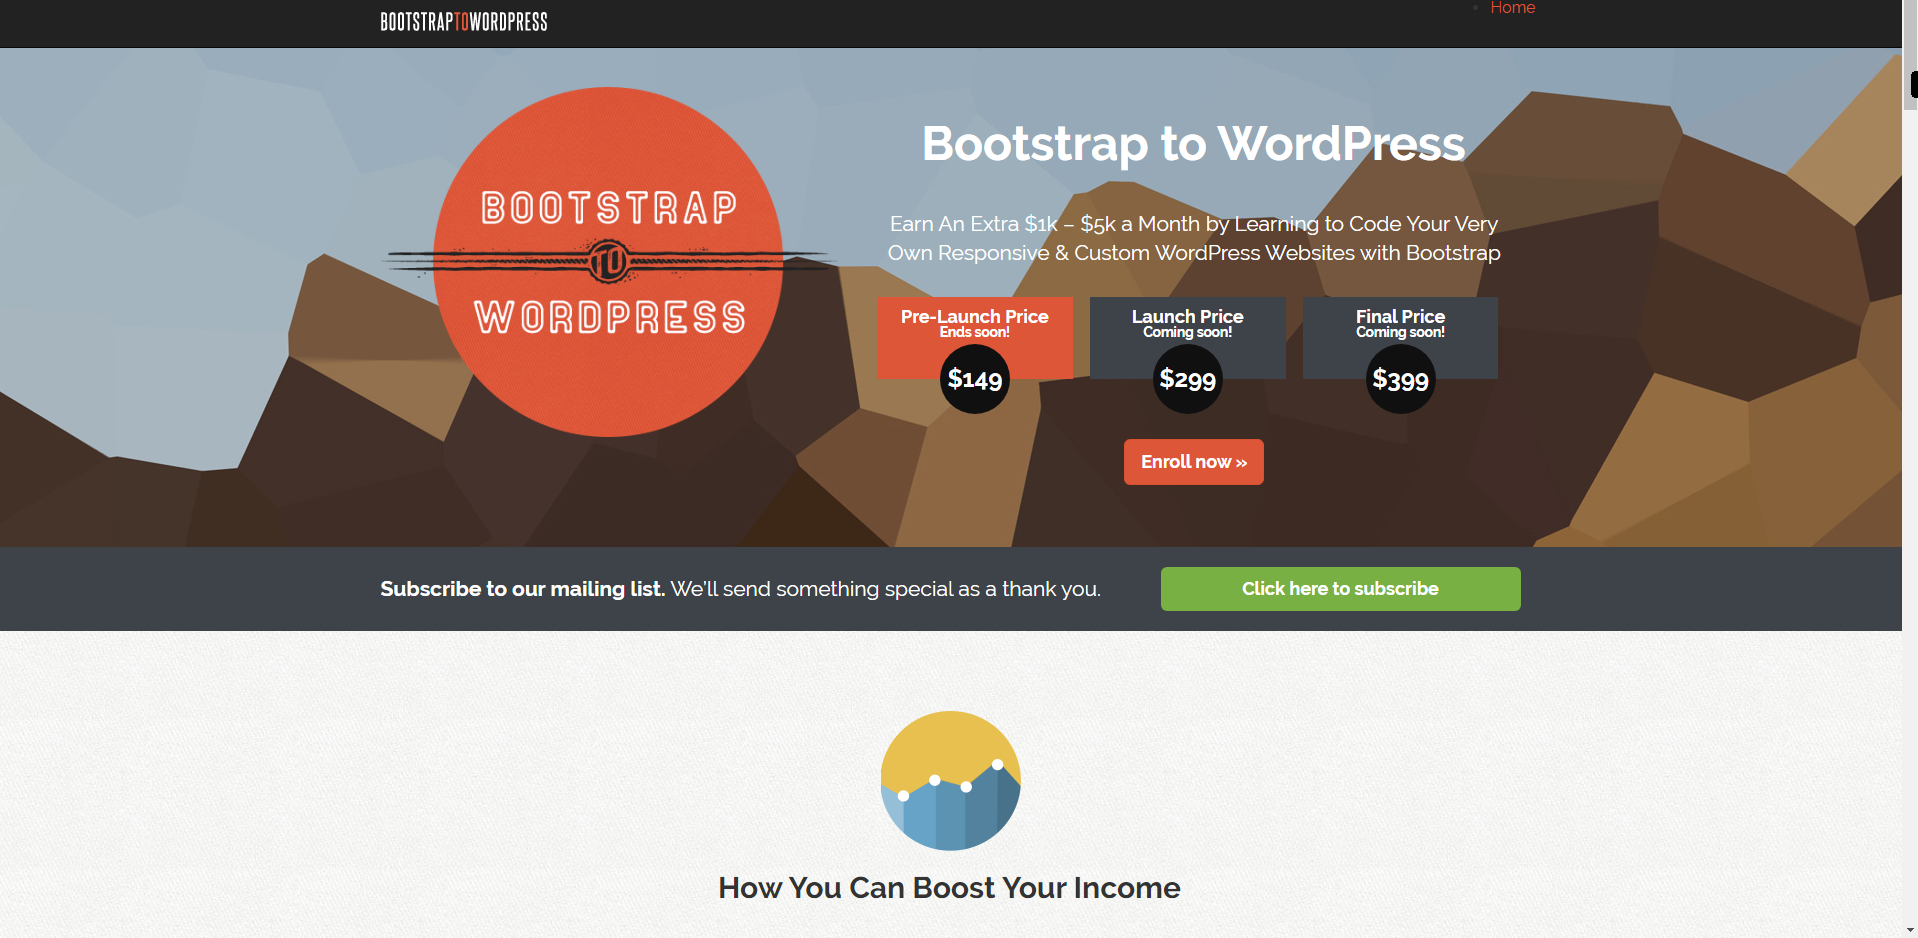 BOOTSTRAPTOWORDPRESS
Home
BOOTSTRAP
TO
WORDPRESS
Bootstrap to WordPress
Earn An Extra $1k – $5k a Month by Learning to Code Your Very
Own Responsive & Custom WordPress Websites with Bootstrap
Pre-Launch Price
Ends soon!
$149
Launch Price
Coming soon!
$299
Final Price
Coming soon!
$399
Enroll now »
Subscribe to our mailing list. We’ll send something special as a thank you.
Click here to subscribe
How You Can Boost Your Income